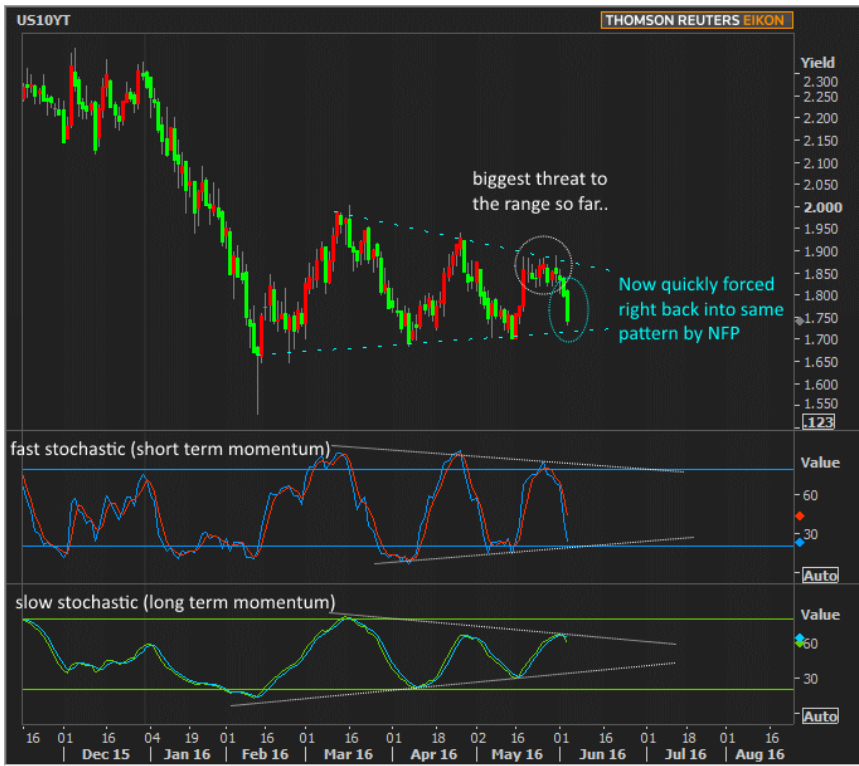 US10YT
THOMSON REUTERS EIKON
Yield
2.300
2.250
2.200
2.150
2.100
2.050
2.000
1.950
1.900
1.850
1.800
1.750
1.700
1.650
1.600
1.550
.123
biggest threat to
the range so far..
Now quickly forced
right back into same
pattern by NFP
fast stochastic (short term momentum)
Value
60
30
Auto
slow stochastic (long term momentum)
Value
60
30
Auto
16 01 16 04 19 01 16 01 16 01 18 02 16 01 16 01 16 01 16
Dec 15 Jan 16 Feb 16 Mar 16 Apr 16 May 16 Jun 16 Jul 16 Aug 16